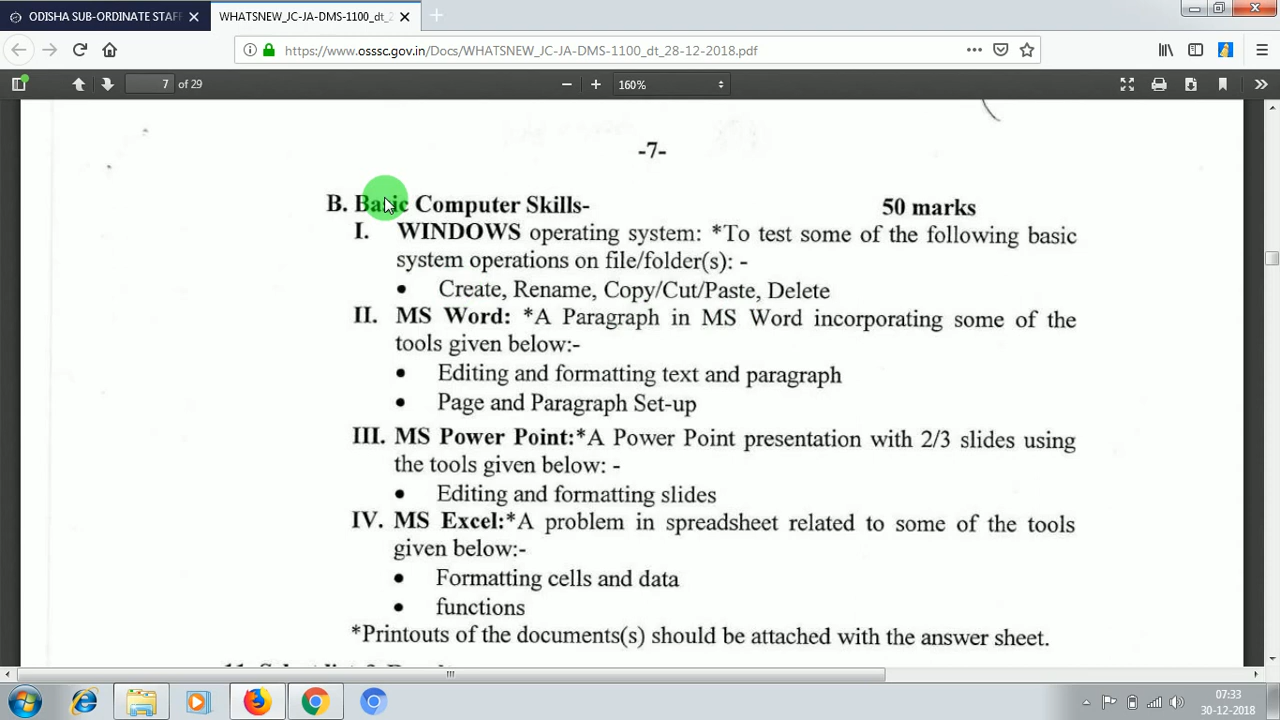 ODISHA SUB-ORDINATE STAFF
WHATSNEW_JC-JA-DMS-1100_dt_2
https://www.osssc.gov.in/Docs/WHATSNEW_JC-JA-DMS-1100_dt_28-12-2018.pdf
7 of 29
160%
-7-
B. Basic Computer Skills- 50 marks
I. WINDOWS operating system: *To test some of the following basic
system operations on file/folder(s): -
• Create, Rename, Copy/Cut/Paste, Delete
II. MS Word: *A Paragraph in MS Word incorporating some of the
tools given below:-
• Editing and formatting text and paragraph
• Page and Paragraph Set-up
III. MS Power Point:*A Power Point presentation with 2/3 slides using
the tools given below: -
• Editing and formatting slides
IV. MS Excel:*A problem in spreadsheet related to some of the tools
given below:-
• Formatting cells and data
• functions
*Printouts of the documents(s) should be attached with the answer sheet.
07:33
30-12-2018